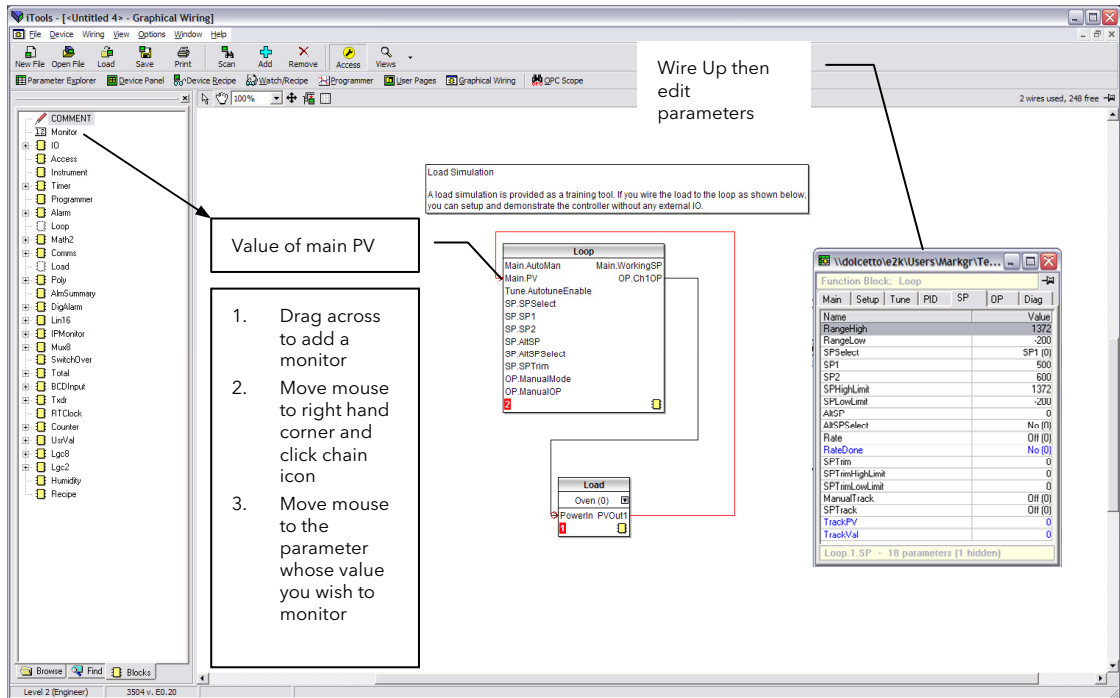 iTools - [<Untitled 4> - Graphical Wiring]
File Device Wiring View Options Window Help
New File Open File Load Save Print Scan Add Remove Access Views
Parameter Explorer Device Panel Device Recipe Watch/Recipe Programmer User Pages Graphical Wiring OPC Scope
100%
2 wires used, 248 free
COMMENT
Monitor
IO
Access
Instrument
Timer
Programmer
Alarm
Loop
Math2
Comms
Load
Poly
AlmSummary
DigAlarm
Lin16
IPMonitor
Mux8
SwitchOver
Total
BCDInput
Txdr
RTClock
Counter
UsrVal
Lgc8
Lgc2
Humidity
Recipe
Browse Find Blocks
Level 2 (Engineer) 3504 v. E0.20
Wire Up then
edit
parameters
Load Simulation
A load simulation is provided as a training tool. If you wire the load to the loop as shown below,
you can setup and demonstrate the controller without any external IO.
Value of main PV
1. Drag across
to add a
monitor
2. Move mouse
to right hand
corner and
click chain
icon
3. Move mouse
to the
parameter
whose value
you wish to
monitor
Loop
Main.AutoMan Main.WorkingSP
Main.PV OP.Ch1OP
Tune.AutotuneEnable
SP.SPSelect
SP.SP1
SP.SP2
SP.AltSP
SP.AltSPSelect
SP.SPTrim
OP.ManualMode
OP.ManualOP
2
Load
Oven (0)
PowerIn PVOut1
1
\\dolcetto\e2k\Users\Markgr\Te...
Function Block: Loop
Main Setup Tune PID SP OP Diag
Name Value
RangeHigh 1372
RangeLow -200
SPSelect SP1 (0)
SP1 500
SP2 600
SPHighLimit 1372
SPLowLimit -200
AltSP 0
AltSPSelect No (0)
Rate Off (0)
RateDone No (0)
SPTrim 0
SPTrimHighLimit 0
SPTrimLowLimit 0
ManualTrack Off (0)
SPTrack Off (0)
TrackPV 0
TrackVal 0
Loop.1.SP - 18 parameters (1 hidden)